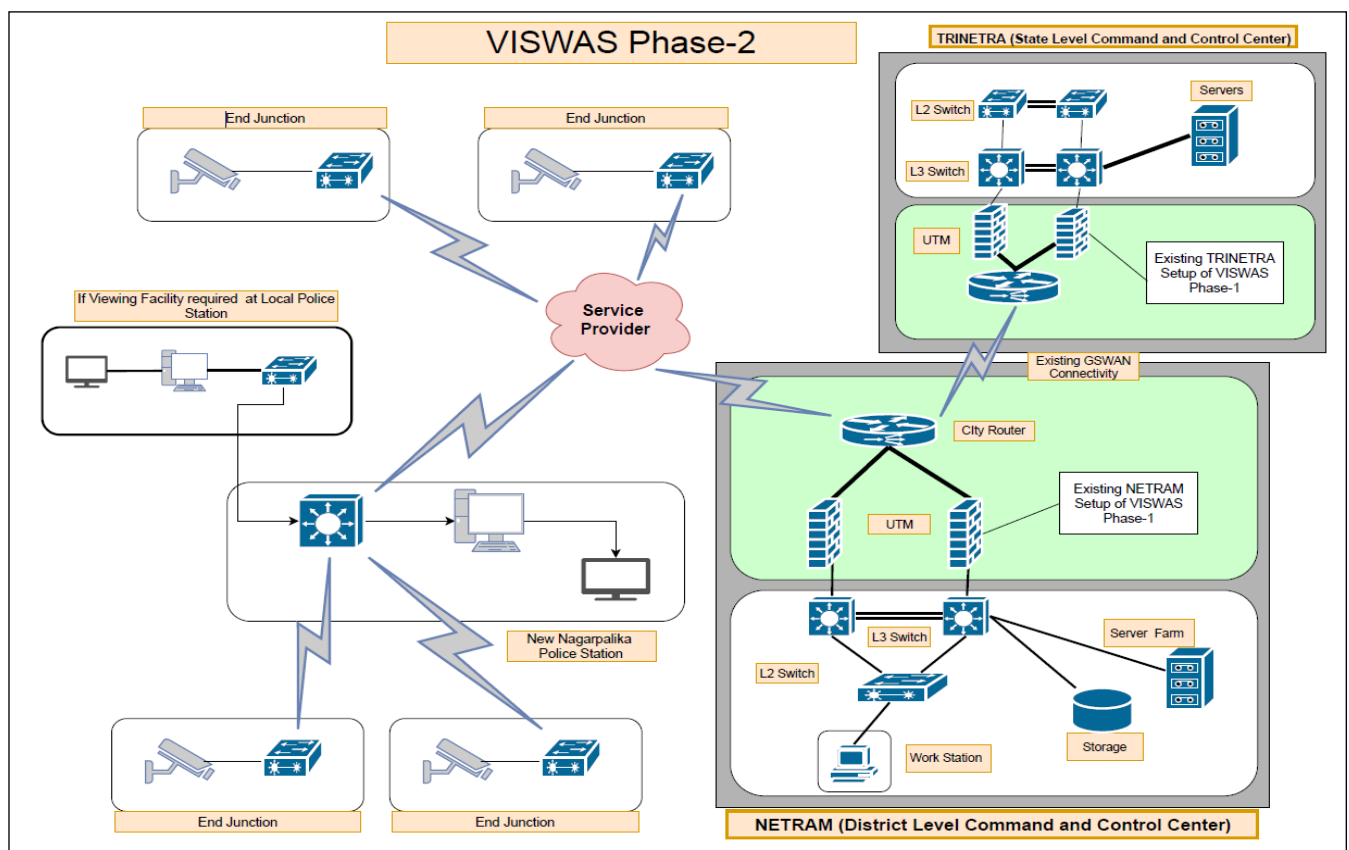 VISWAS Phase-2
TRINETRA (State Level Command and Control Center)
End Junction
End Junction
L2 Switch
Servers
L3 Switch
UTM
Existing TRINETRA
Setup of VISWAS
Phase-1
If Viewing Facility required at Local Police
Station
Service
Provider
Existing GSWAN
Connectivity
CIty Router
Existing NETRAM
Setup of VISWAS
Phase-1
UTM
New Nagarpalika
Police Station
L3 Switch
Server Farm
L2 Switch
Storage
Work Station
End Junction
End Junction
NETRAM (District Level Command and Control Center)